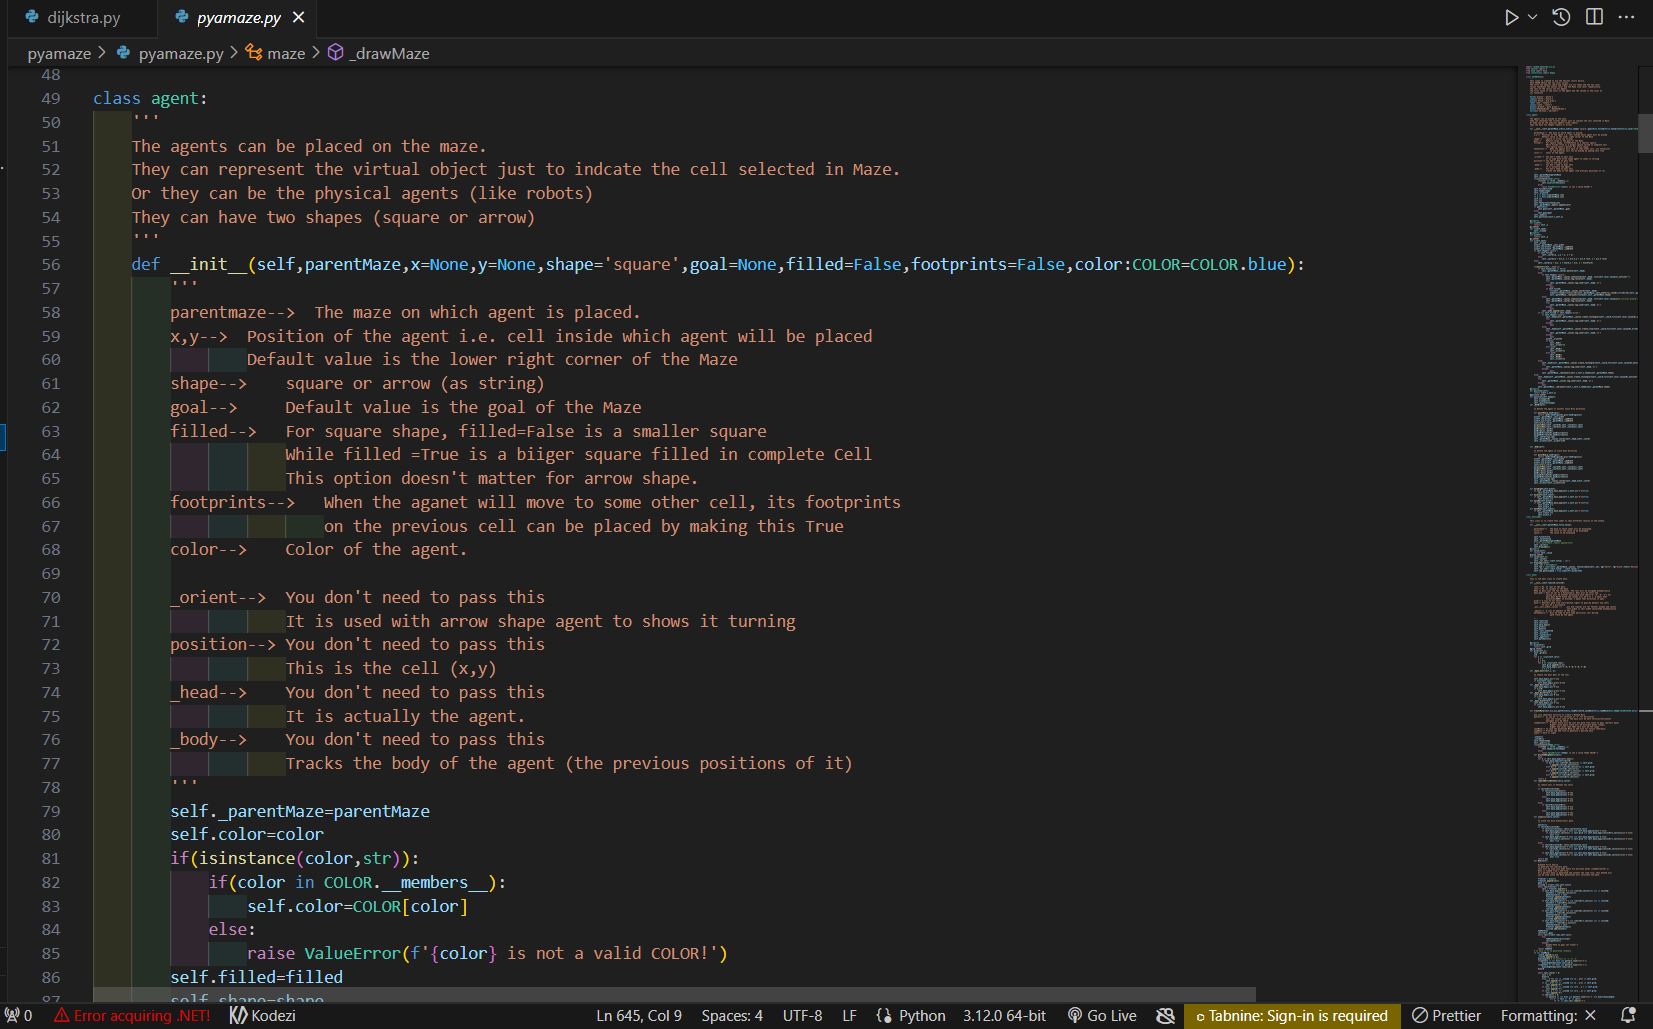 dijkstra.py
pyamaze.py
pyamaze > pyamaze.py > maze > _drawMaze
48
49 class agent:
50 '''
51 The agents can be placed on the maze.
52 They can represent the virtual object just to indcate the cell selected in Maze.
53 Or they can be the physical agents (like robots)
54 They can have two shapes (square or arrow)
55 '''
56 def __init__(self,parentMaze,x=None,y=None,shape='square',goal=None,filled=False,footprints=False,color:COLOR=COLOR.blue):
57 '''
58 parentmaze-->  The maze on which agent is placed.
59 x,y-->  Position of the agent i.e. cell inside which agent will be placed
60 Default value is the lower right corner of the Maze
61 shape-->    square or arrow (as string)
62 goal-->     Default value is the goal of the Maze
63 filled-->   For square shape, filled=False is a smaller square
64 While filled =True is a biiger square filled in complete Cell
65 This option doesn't matter for arrow shape.
66 footprints-->   When the aganet will move to some other cell, its footprints
67 on the previous cell can be placed by making this True
68 color-->    Color of the agent.
69
70 _orient-->  You don't need to pass this
71 It is used with arrow shape agent to shows it turning
72 position--> You don't need to pass this
73 This is the cell (x,y)
74 _head-->    You don't need to pass this
75 It is actually the agent.
76 _body-->    You don't need to pass this
77 Tracks the body of the agent (the previous positions of it)
78 '''
79 self._parentMaze=parentMaze
80 self.color=color
81 if(isinstance(color,str)):
82 if(color in COLOR.__members__):
83 self.color=COLOR[color]
84 else:
85 raise ValueError(f'{color} is not a valid COLOR!')
86 self.filled=filled
87 self.shape=shape
0 Error acquiring .NET! Kodezi Ln 645, Col 9 Spaces: 4 UTF-8 LF Python 3.12.0 64-bit Go Live Tabnine: Sign-in is required Prettier Formatting: ×